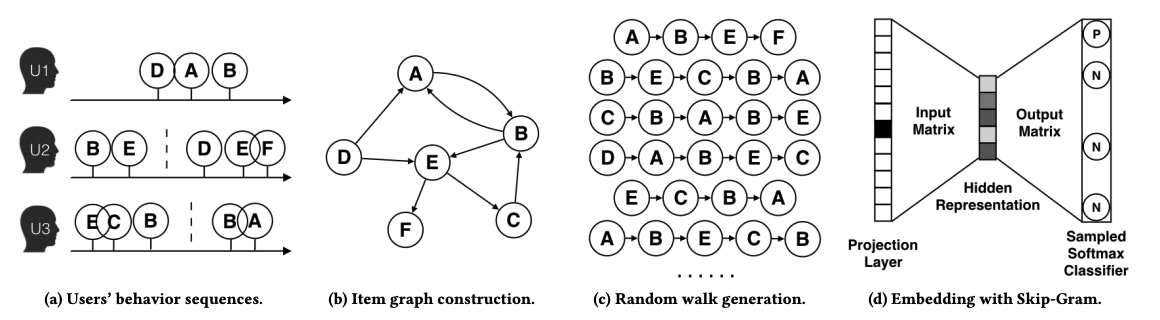 U1
D A B
U2
B E D E F
U3
E C B B A
(a) Users' behavior sequences.
A
B
D
E
C
F
(b) Item graph construction.
A B E F
B E C B A
C B A B E
D A B E C
E C B A
A B E C B
. . . . . .
(c) Random walk generation.
Input
Matrix
Output
Matrix
Hidden
Representation
Projection
Layer
P
N
N
N
Sampled
Softmax
Classifier
(d) Embedding with Skip-Gram.